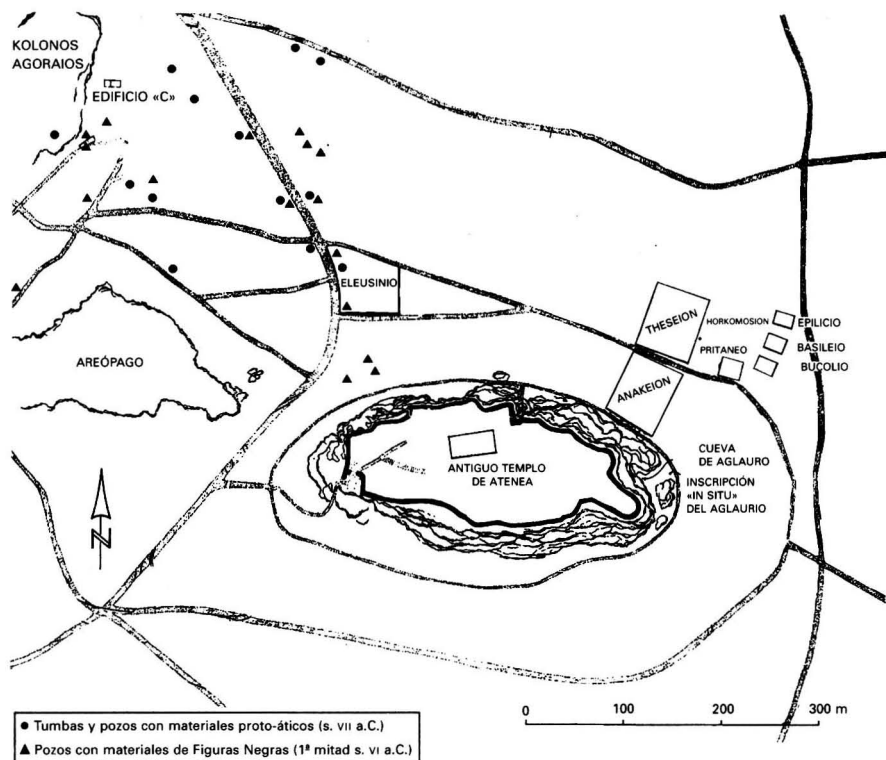 KOLONOS
AGORAIOS
EDIFICIO «C»
ELEUSINIO
THESEION
HORKOMOSION
EPILICIO
PRITANEO
BASILEIO
BUCOLIO
AREÓPAGO
ANAKEION
ANTIGUO TEMPLO
DE ATENEA
CUEVA
DE AGLAURO
INSCRIPCIÓN
«IN SITU»
DEL AGLAURIO
N
0 100 200 300 m
● Tumbas y pozos con materiales proto-áticos (s. VII a.C.)
▲ Pozos con materiales de Figuras Negras (1ª mitad s. VI a.C.)